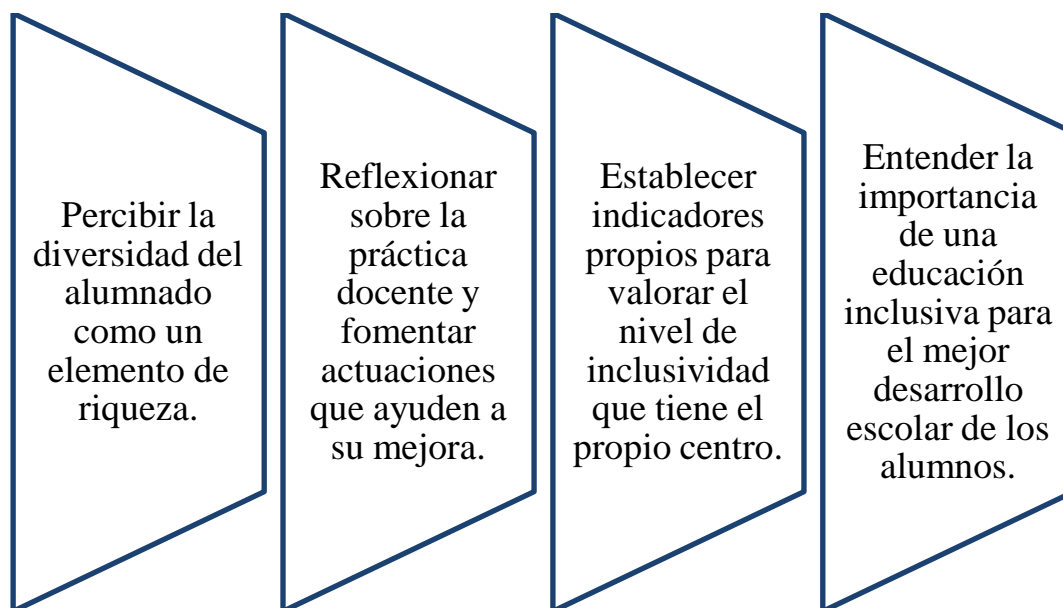 Percibir la
diversidad del
alumnado
como un
elemento de
riqueza.
Reflexionar
sobre la
práctica
docente y
fomentar
actuaciones
que ayuden a
su mejora.
Establecer
indicadores
propios para
valorar el
nivel de
inclusividad
que tiene el
propio centro.
Entender la
importancia
de una
educación
inclusiva para
el mejor
desarrollo
escolar de los
alumnos.